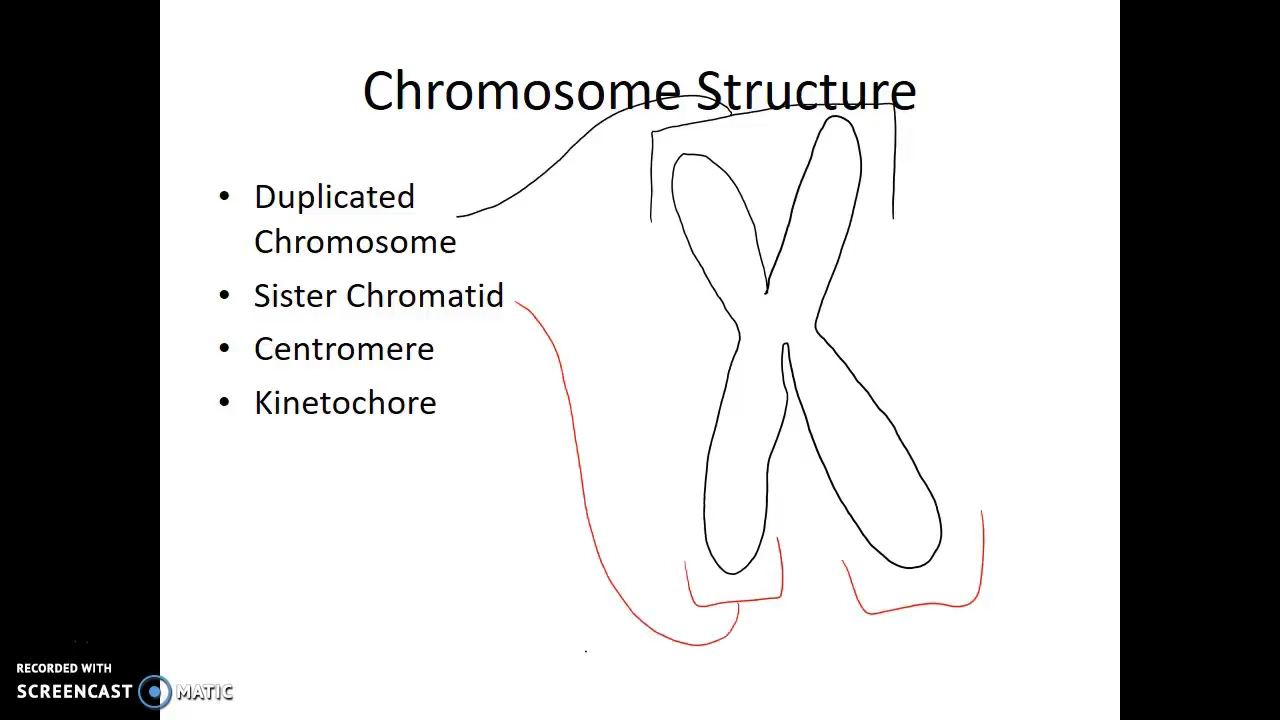 Chromosome Structure
• Duplicated
Chromosome
• Sister Chromatid
• Centromere
• Kinetochore
RECORDED WITH
SCREENCAST MATIC